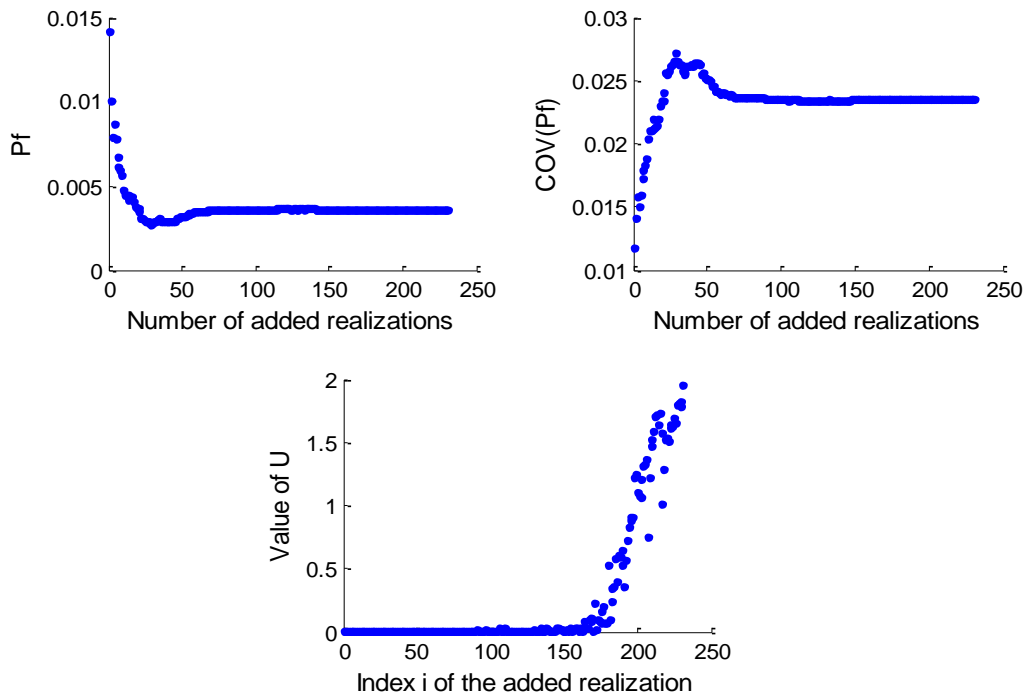 0.015
0.01
0.005
0
Pf
0 50 100 150 200 250
Number of added realizations
0.03
0.025
0.02
0.015
0.01
COV(Pf)
0 50 100 150 200 250
Number of added realizations
2
1.5
1
0.5
0
Value of U
0 50 100 150 200 250
Index i of the added realization